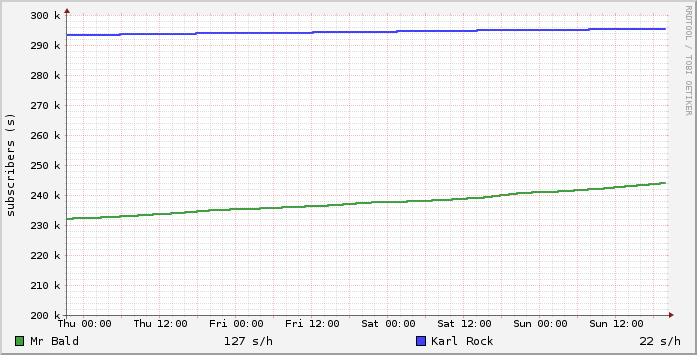 300 k
290 k
280 k
270 k
260 k
250 k
240 k
230 k
220 k
210 k
200 k
subscribers (s)
Thu 00:00 Thu 12:00 Fri 00:00 Fri 12:00 Sat 00:00 Sat 12:00 Sun 00:00 Sun 12:00
Mr Bald 127 s/h Karl Rock 22 s/h
RRDTOOL / TOBI OETIKER